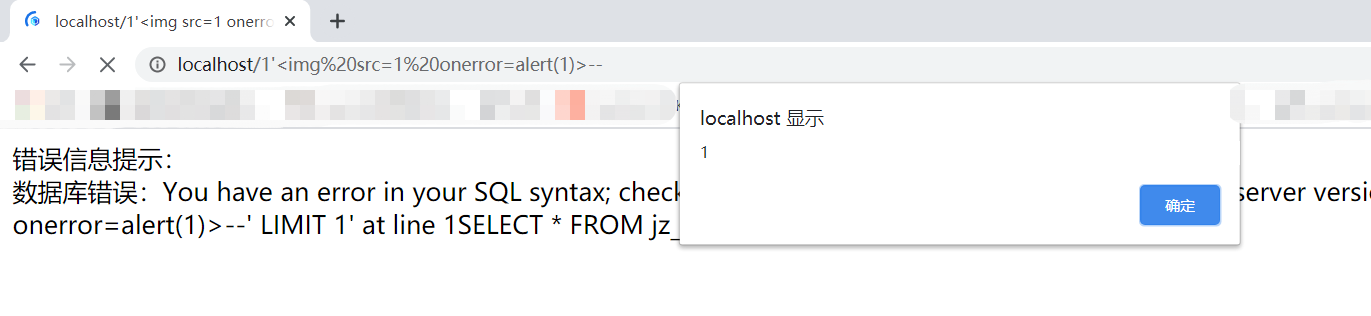 localhost/1'<img src=1 onerro
localhost/1'<img%20src=1%20onerror=alert(1)>--
localhost 显示
1
确定
错误信息提示：
数据库错误：You have an error in your SQL syntax; check
server versi
onerror=alert(1)>--' LIMIT 1' at line 1SELECT * FROM jz_